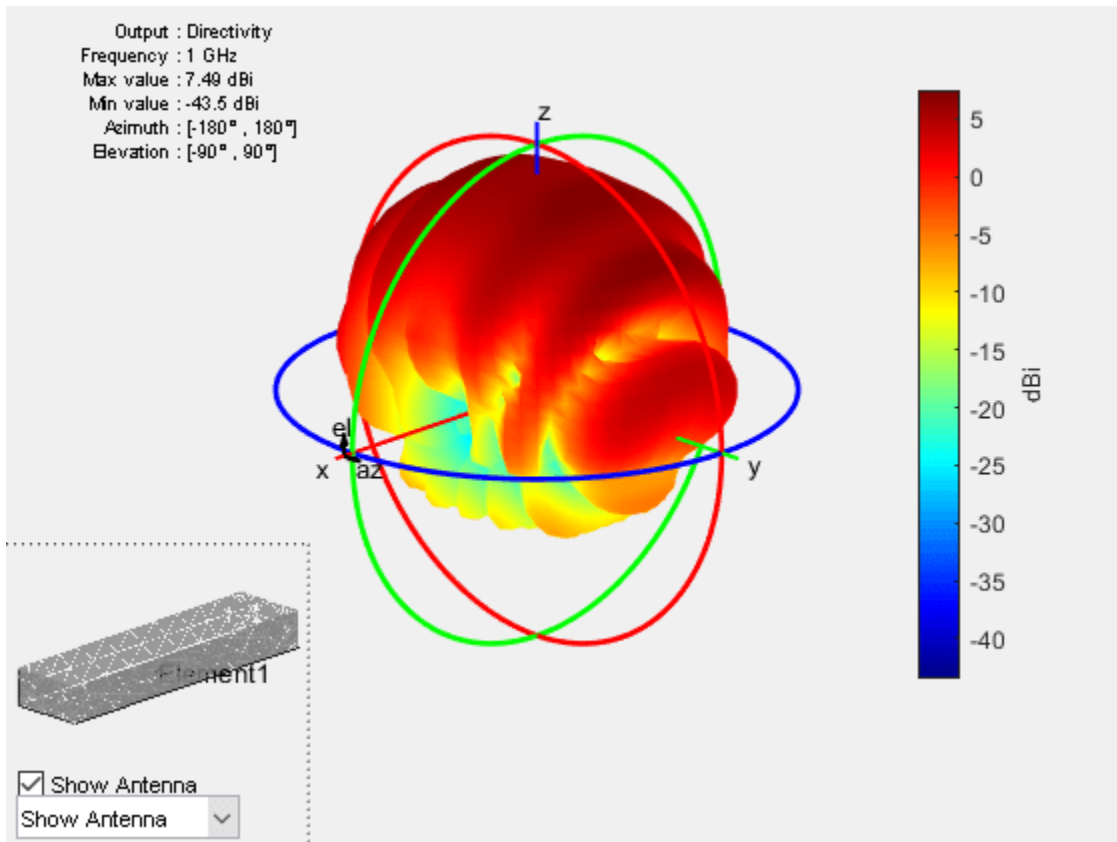 Output : Directivity
Frequency : 1 GHz
Max value : 7.49 dBi
Min value : -43.5 dBi
Azimuth : [-180° , 180°]
Elevation : [-90° , 90°]
z
x
el
az
y
5
0
-5
-10
-15
-20
-25
-30
-35
-40
dBi
Element1
Show Antenna
Show Antenna